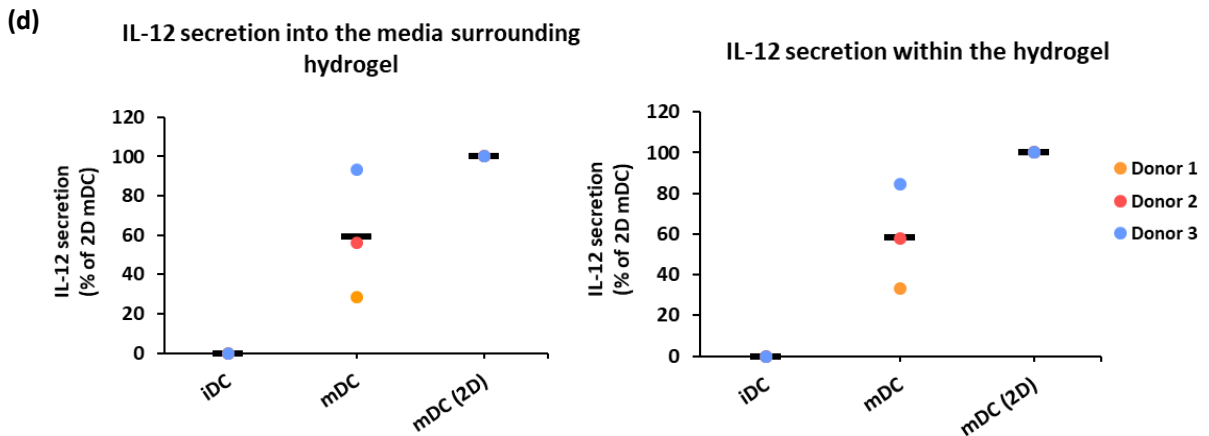 (d)
IL-12 secretion into the media surrounding
hydrogel
IL-12 secretion (% of 2D mDC)
120
100
80
60
40
20
0
iDC
mDC
mDC (2D)
IL-12 secretion within the hydrogel
IL-12 secretion
(% of 2D mDC)
120
100
80
60
40
20
0
iDC
mDC
mDC (2D)
Donor 1
Donor 2
Donor 3